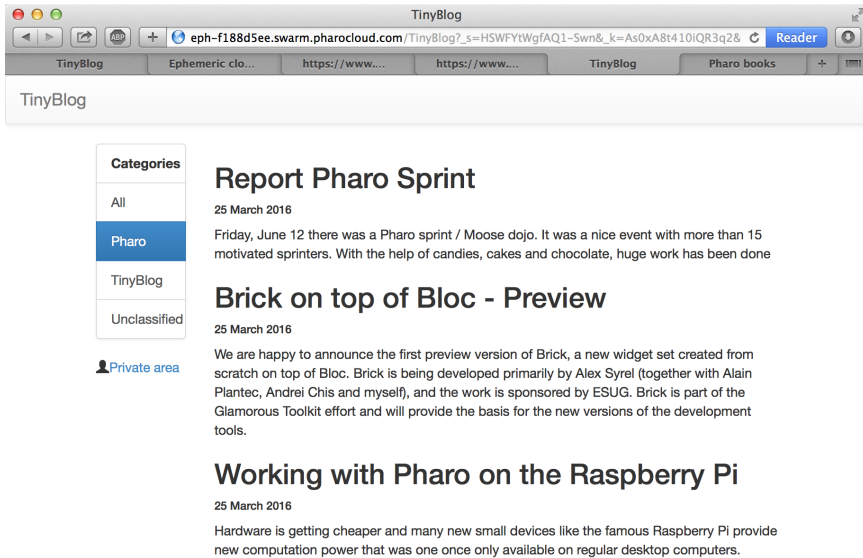 TinyBlog
ABP
eph-f188d5ee.swarm.pharocloud.com/TinyBlog?_s=HSWFYtWgfAQ1-Swn&_k=As0xA8t410iQR3q2&
Reader
TinyBlog
Ephemeric clo...
https://www....
https://www....
TinyBlog
Pharo books
TinyBlog
Categories
All
Pharo
TinyBlog
Unclassified
Private area
Report Pharo Sprint
25 March 2016
Friday, June 12 there was a Pharo sprint / Moose dojo. It was a nice event with more than 15
motivated sprinters. With the help of candies, cakes and chocolate, huge work has been done
Brick on top of Bloc - Preview
25 March 2016
We are happy to announce the first preview version of Brick, a new widget set created from
scratch on top of Bloc. Brick is being developed primarily by Alex Syrel (together with Alain
Plantec, Andrei Chis and myself), and the work is sponsored by ESUG. Brick is part of the
Glamorous Toolkit effort and will provide the basis for the new versions of the development
tools.
Working with Pharo on the Raspberry Pi
25 March 2016
Hardware is getting cheaper and many new small devices like the famous Raspberry Pi provide
new computation power that was one once only available on regular desktop computers.